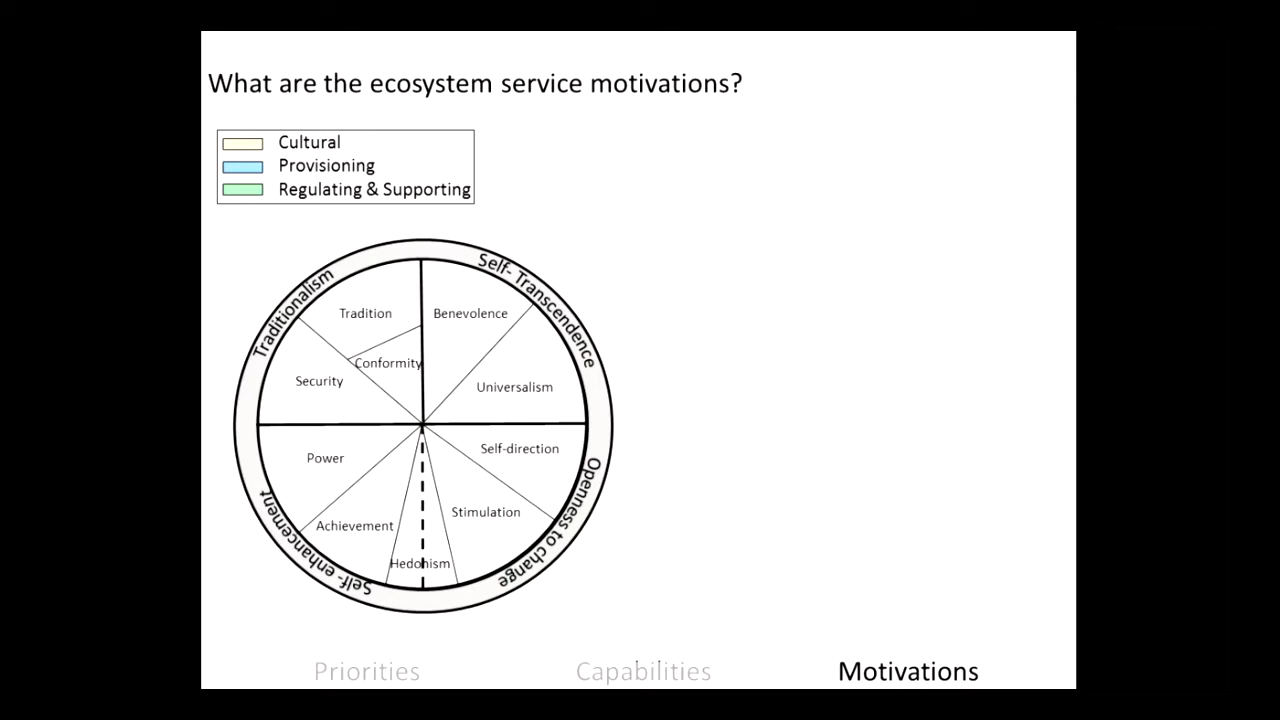 What are the ecosystem service motivations?
Cultural
Provisioning
Regulating & Supporting
Traditionalism
Self- Transcendence
Tradition
Benevolence
Conformity
Security
Universalism
Power
Self-direction
Achievement
Stimulation
Hedonism
Self- enhancement
Openness to change
Priorities
Capabilities
Motivations